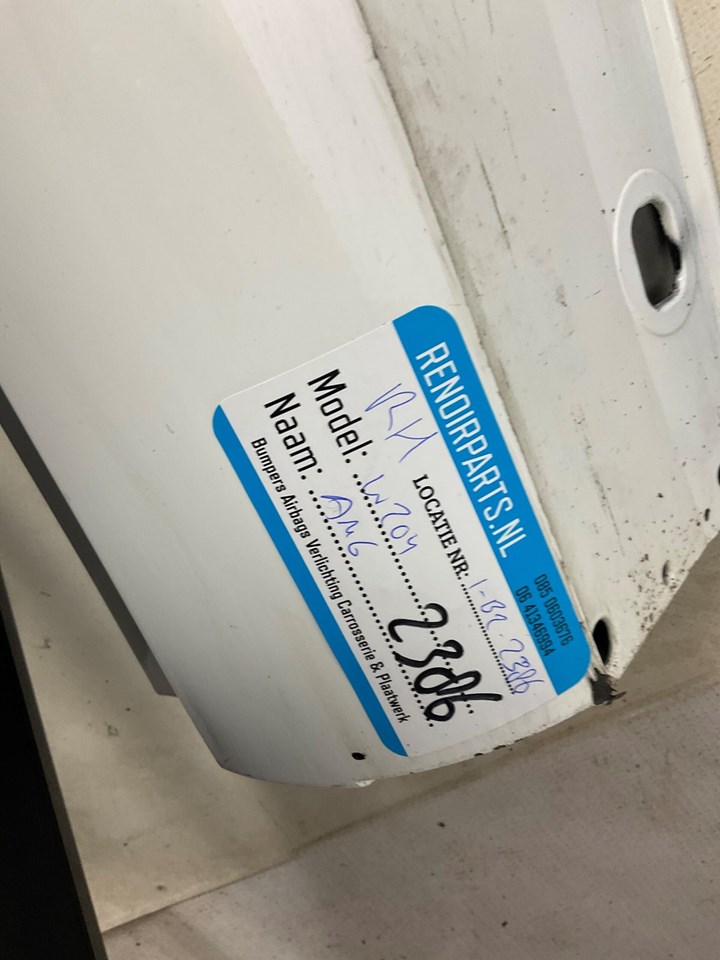 RENOIRPARTS.NL
085 0603676
06 41346994
LOCATIE NR: 1-B2-2386
RH
Model: W204
Naam: AMG
2386
Bumpers Airbags Verlichting Carrosserie & Plaatwerk